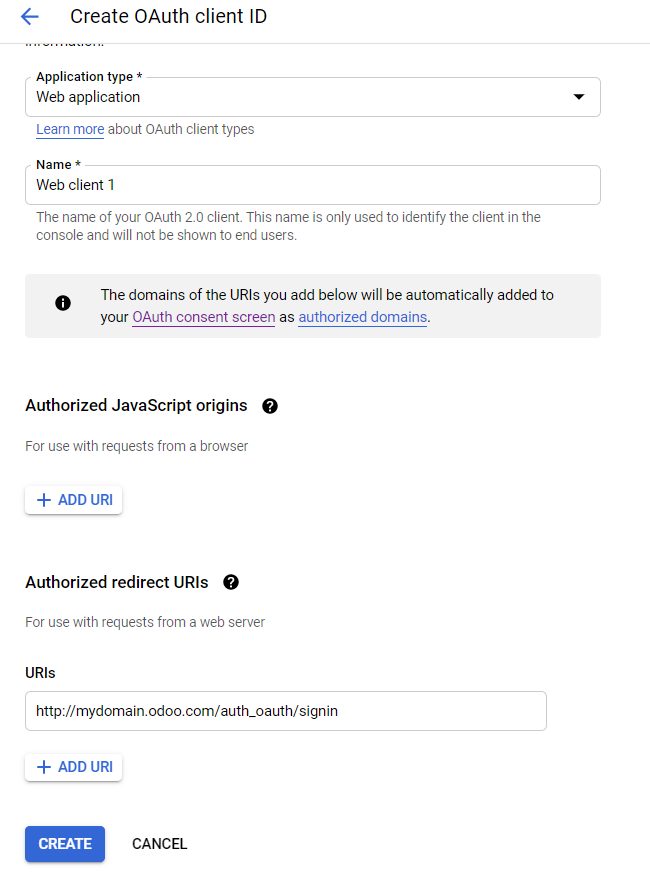 Create OAuth client ID
information.
Application type *
Web application
Learn more about OAuth client types
Name *
Web client 1
The name of your OAuth 2.0 client. This name is only used to identify the client in the
console and will not be shown to end users.
The domains of the URIs you add below will be automatically added to
your OAuth consent screen as authorized domains.
Authorized JavaScript origins
For use with requests from a browser
+ ADD URI
Authorized redirect URIs
For use with requests from a web server
URIs
http://mydomain.odoo.com/auth_oauth/signin
+ ADD URI
CREATE CANCEL